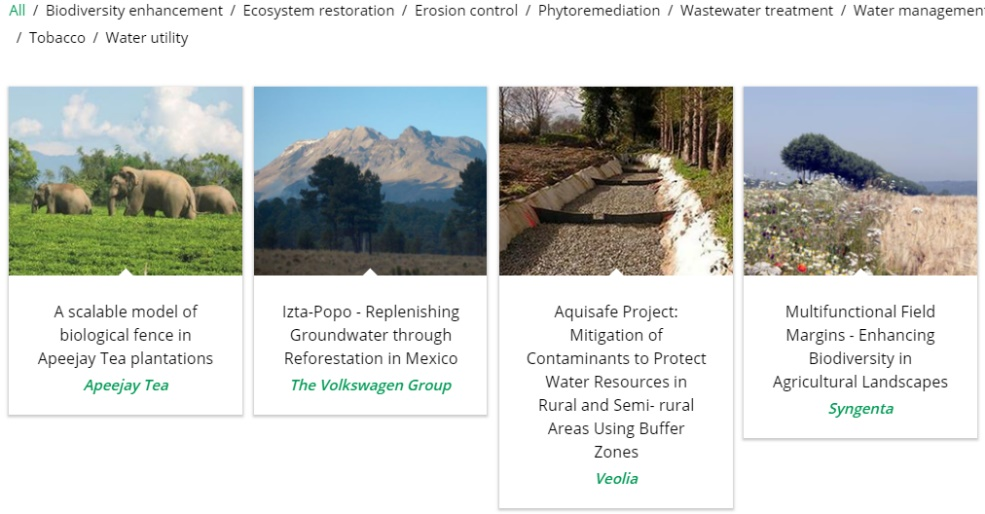 All / Biodiversity enhancement / Ecosystem restoration / Erosion control / Phytoremediation / Wastewater treatment / Water management
/ Tobacco / Water utility
A scalable model of
biological fence in
Apeejay Tea plantations
Apeejay Tea
Izta-Popo - Replenishing
Groundwater through
Reforestation in Mexico
The Volkswagen Group
Aquisafe Project:
Mitigation of
Contaminants to Protect
Water Resources in
Rural and Semi- rural
Areas Using Buffer
Zones
Veolia
Multifunctional Field
Margins - Enhancing
Biodiversity in
Agricultural Landscapes
Syngenta